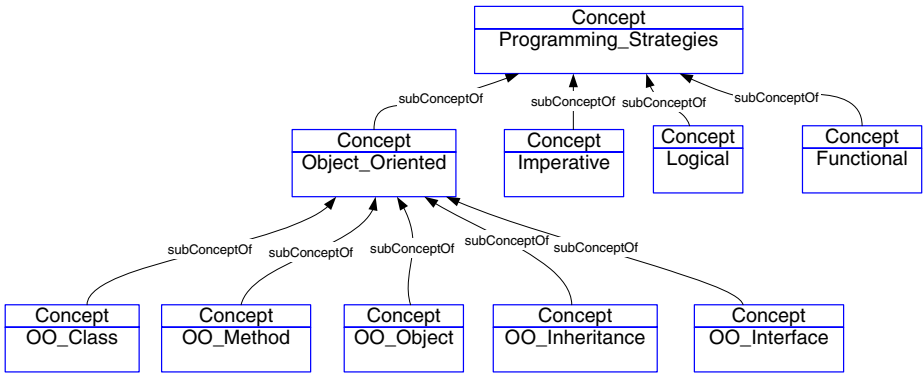 Concept
Programming_Strategies
subConceptOf
subConceptOf
subConceptOf
subConceptOf
Concept
Object_Oriented
Concept
Imperative
Concept
Logical
Concept
Functional
subConceptOf
subConceptOf
subConceptOf
subConceptOf
subConceptOf
Concept
OO_Class
Concept
OO_Method
Concept
OO_Object
Concept
OO_Inheritance
Concept
OO_Interface